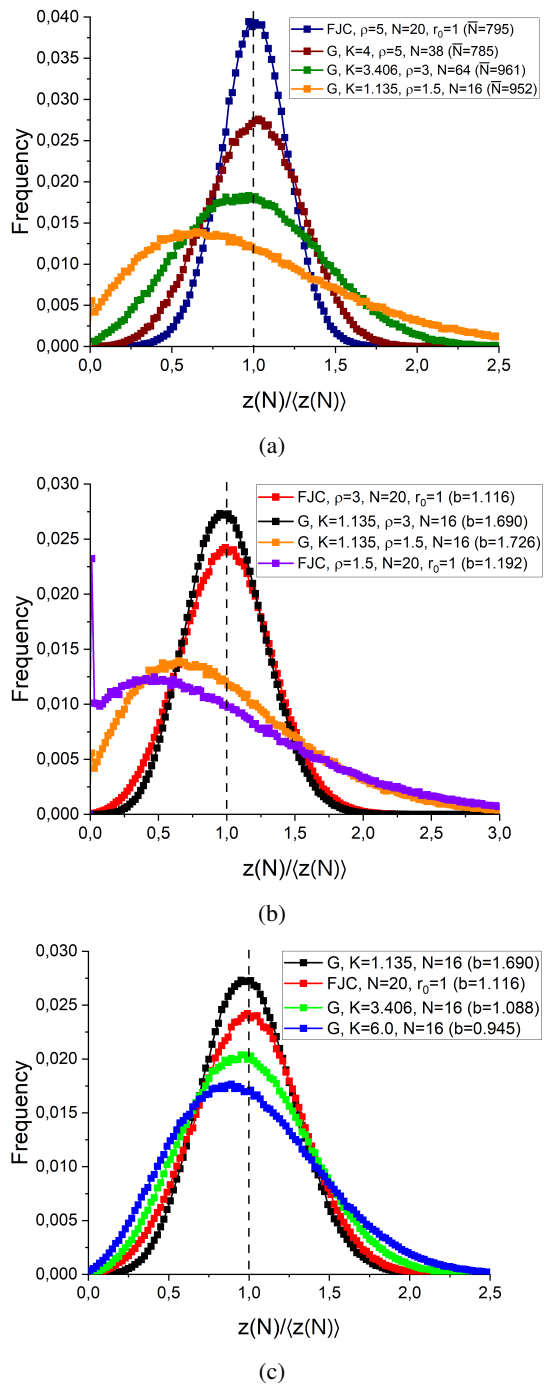 0,040
0,035
0,030
0,025
0,020
0,015
0,010
0,005
0,000
Frequency
FJC, ρ=5, N=20, r₀=1 (N̅=795)
G, K=4, ρ=5, N=38 (N̅=785)
G, K=3.406, ρ=3, N=64 (N̅=961)
G, K=1.135, ρ=1.5, N=16 (N̅=952)
0,0 0,5 1,0 1,5 2,0 2,5
z(N)/⟨z(N)⟩
(a)
0,030
0,025
0,020
0,015
0,010
0,005
0,000
Frequency
FJC, ρ=3, N=20, r₀=1 (b=1.116)
G, K=1.135, ρ=3, N=16 (b=1.690)
G, K=1.135, ρ=1.5, N=16 (b=1.726)
FJC, ρ=1.5, N=20, r₀=1 (b=1.192)
0,0 0,5 1,0 1,5 2,0 2,5 3,0
z(N)/⟨z(N)⟩
(b)
0,030
0,025
0,020
0,015
0,010
0,005
0,000
Frequency
G, K=1.135, N=16 (b=1.690)
FJC, N=20, r₀=1 (b=1.116)
G, K=3.406, N=16 (b=1.088)
G, K=6.0, N=16 (b=0.945)
0,0 0,5 1,0 1,5 2,0 2,5
z(N)/⟨z(N)⟩
(c)